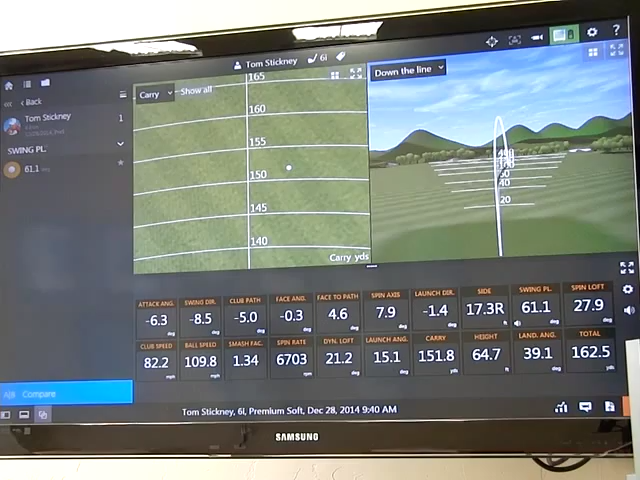 Tom Stickney 6i
?
Back
Tom Stickney 1
SWING PL.
61.1
Compare
Carry Show all
165
160
155
150
145
140
Carry yds
Down the line
40
20
ATTACK ANG. SWING DIR. CLUB PATH FACE ANG. FACE TO PATH SPIN AXIS LAUNCH DIR. SIDE SWING PL. SPIN LOFT
-6.3 -8.5 -5.0 -0.3 4.6 7.9 -1.4 17.3R 61.1 27.9
deg deg deg deg deg deg deg ft deg deg
CLUB SPEED BALL SPEED SMASH FAC. SPIN RATE DYN. LOFT LAUNCH ANG. CARRY HEIGHT LAND. ANG. TOTAL
82.2 109.8 1.34 6703 21.2 15.1 151.8 64.7 39.1 162.5
mph mph rpm deg deg yds ft deg yds
Tom Stickney, 6i, Premium Soft, Dec 28, 2014 9:40 AM
SAMSUNG